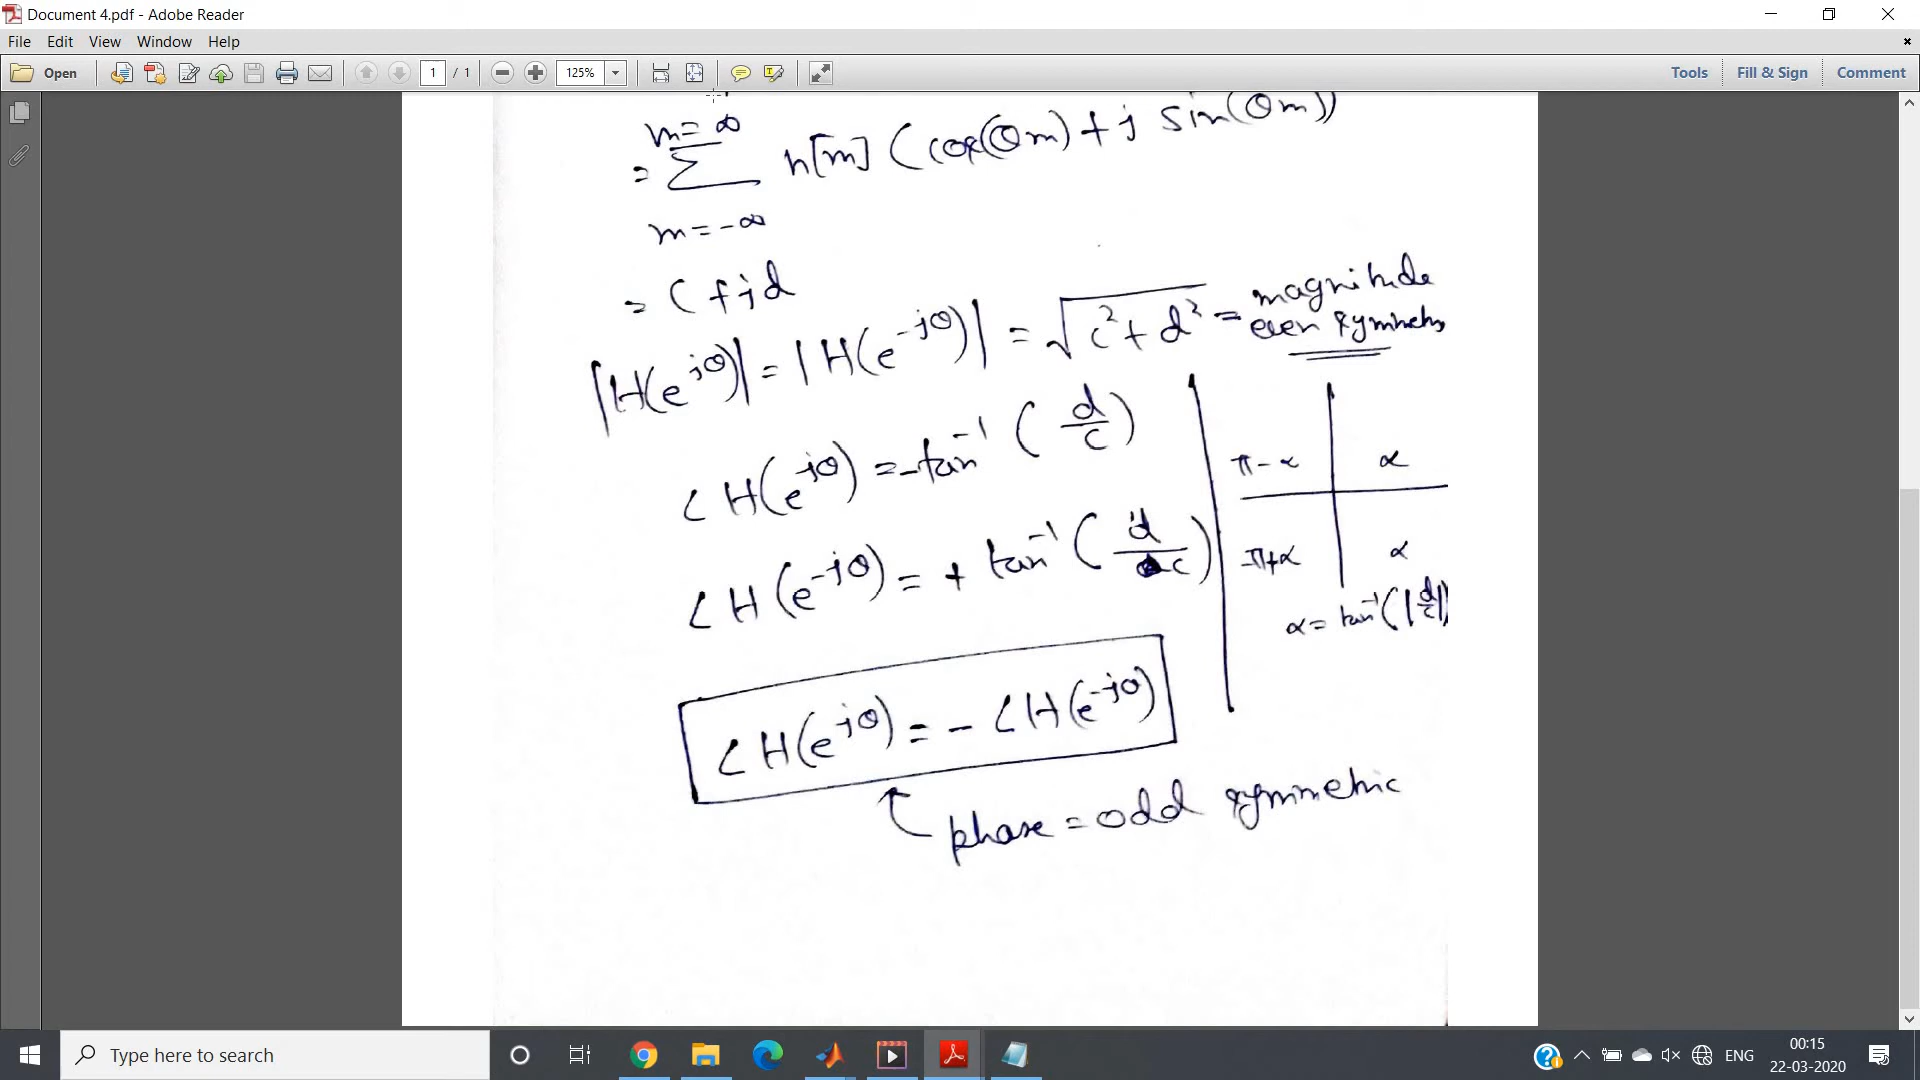 Document 4.pdf - Adobe Reader
File Edit View Window Help
Open 1 / 1 125% Tools Fill & Sign Comment
m = ∞
= Σ h[m] (cos(θm) + j sin(θm))
m = -∞
= c + jd
|H(e^jθ)| = |H(e^-jθ)| = √(c² + d²) = magnitude
even symmetry
∠H(e^jθ) = -tan^-1 (d/c)
π-α α
∠H(e^-jθ) = + tan^-1 (d/c)
-π+α α
α = tan^-1(|d/c|)
∠H(e^jθ) = - ∠H(e^-jθ)
phase = odd symmetric
Type here to search
ENG
00:15
22-03-2020